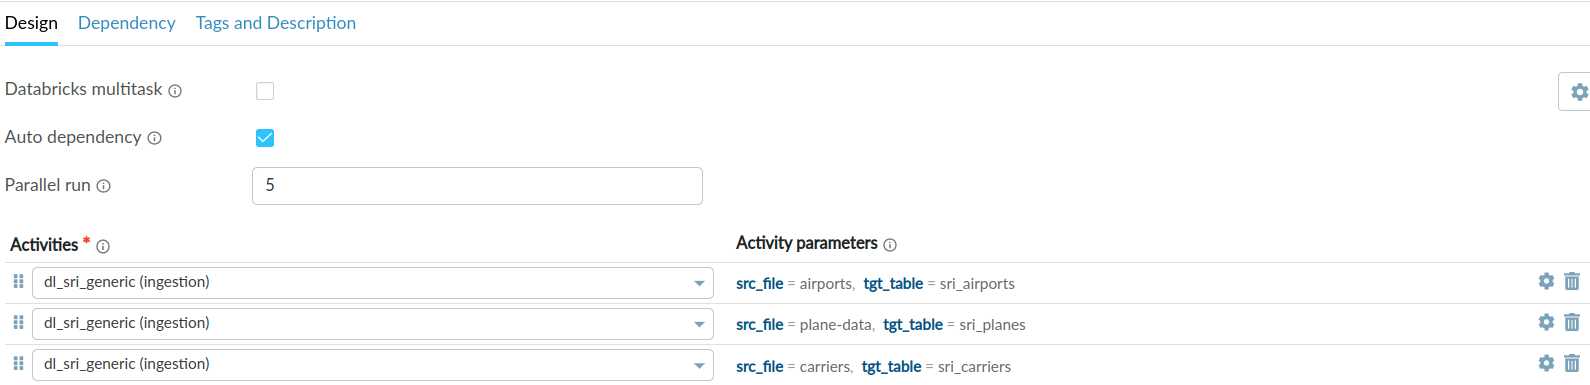 Design Dependency Tags and Description
Databricks multitask
Auto dependency
Parallel run 5
Activities * Activity parameters
dl_sri_generic (ingestion) src_file = airports, tgt_table = sri_airports
dl_sri_generic (ingestion) src_file = plane-data, tgt_table = sri_planes
dl_sri_generic (ingestion) src_file = carriers, tgt_table = sri_carriers